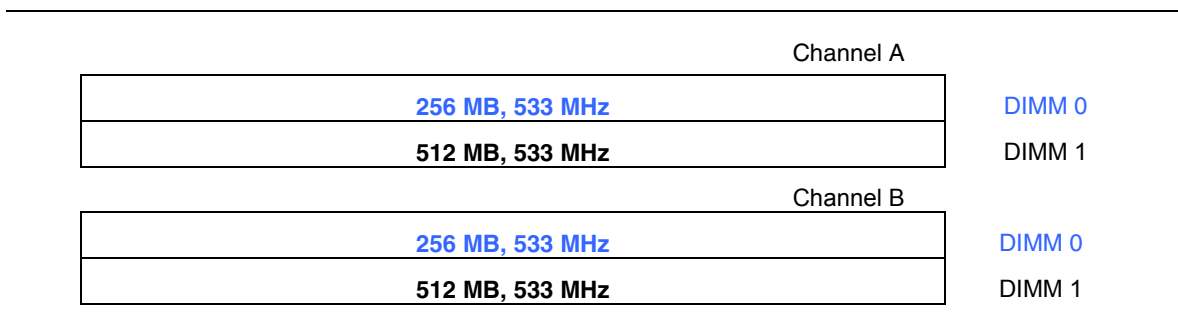 Channel A
256 MB, 533 MHz DIMM 0
512 MB, 533 MHz DIMM 1
Channel B
256 MB, 533 MHz DIMM 0
512 MB, 533 MHz DIMM 1